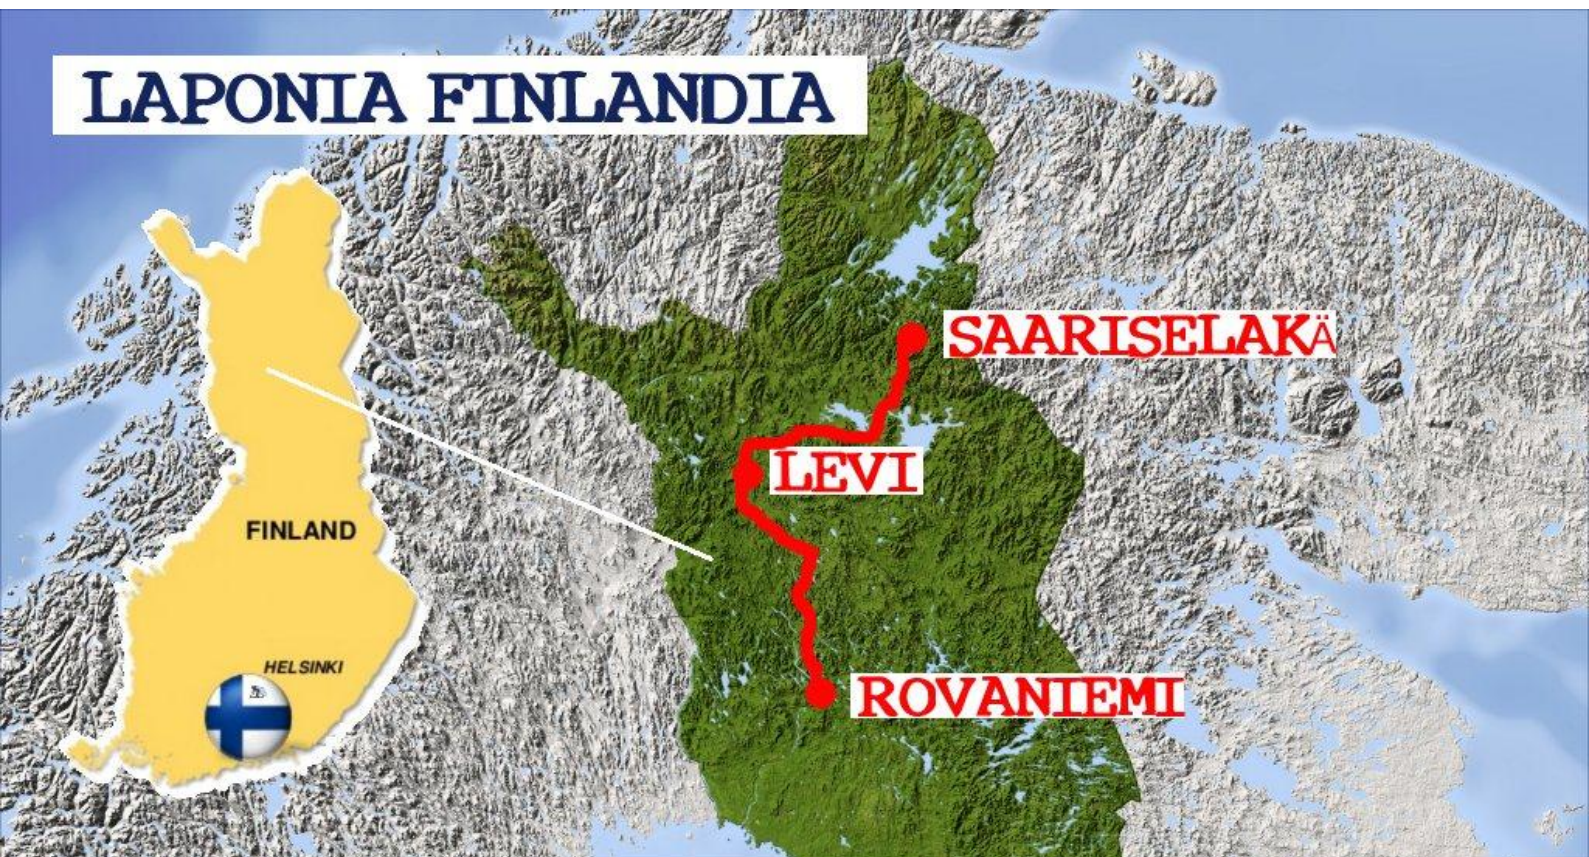 LAPONIA FINLANDIA
SAARISELAKÄ
LEVI
FINLAND
HELSINKI
ROVANIEMI